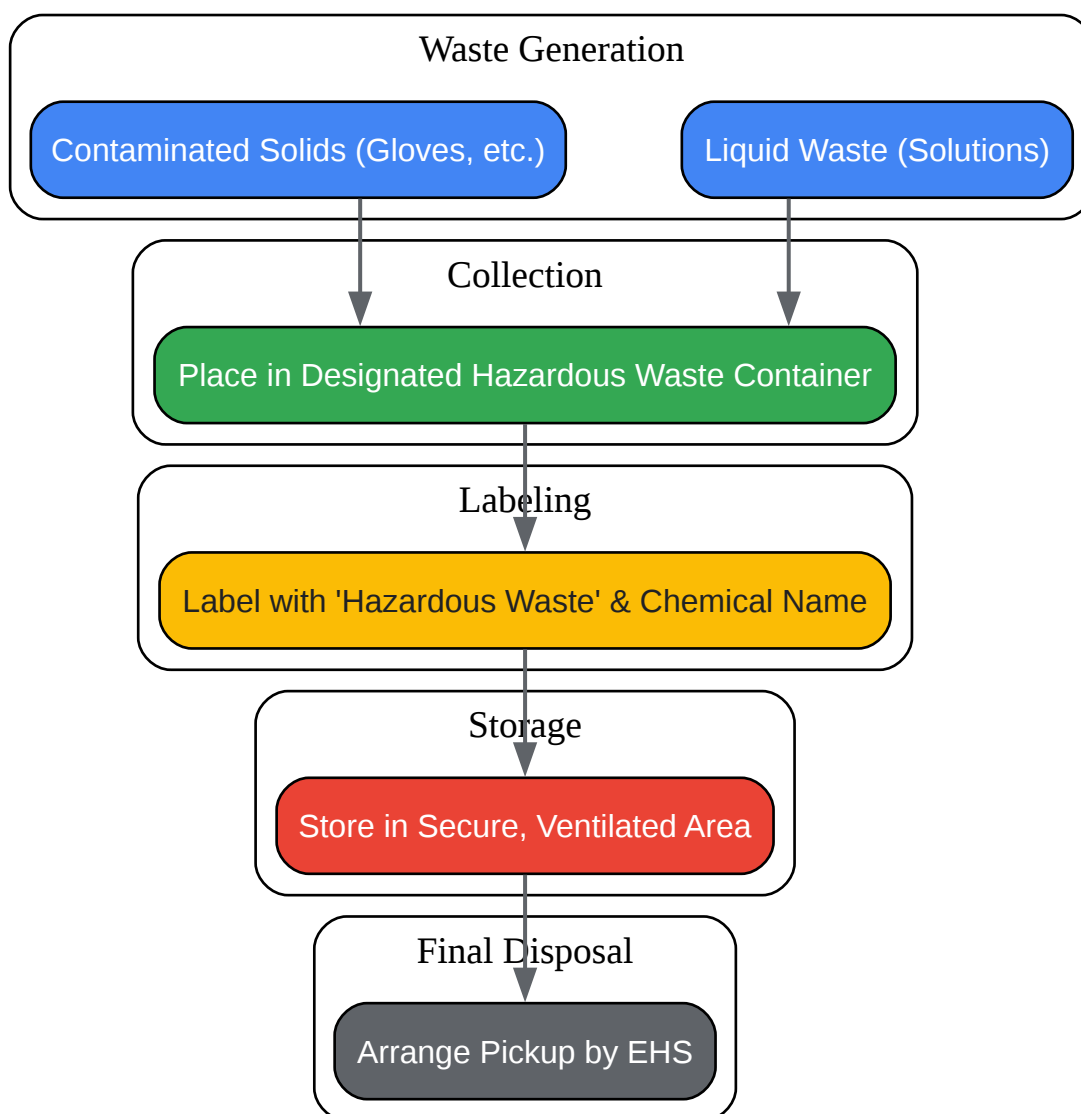 Waste Generation
Contaminated Solids (Gloves, etc.)
Liquid Waste (Solutions)
Collection
Place in Designated Hazardous Waste Container
Labeling
Label with 'Hazardous Waste' & Chemical Name
Storage
Store in Secure, Ventilated Area
Final Disposal
Arrange Pickup by EHS